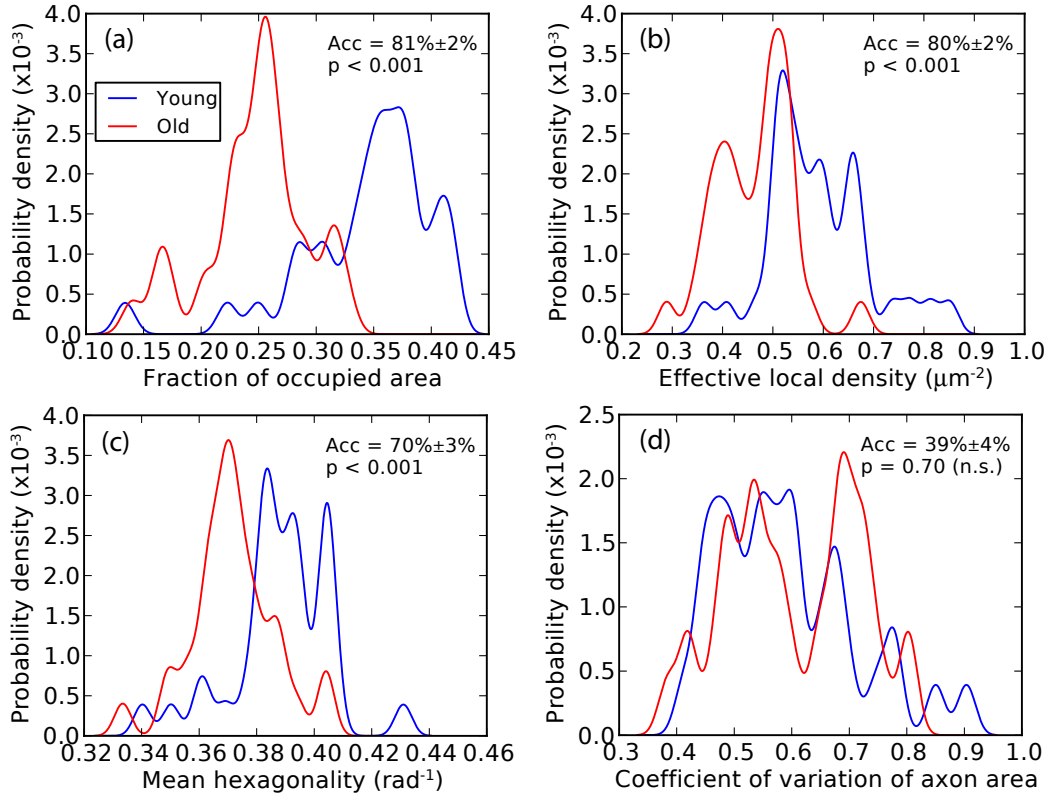 (a)
Acc = 81%±2%
p < 0.001
Young
Old
Probability density (x10⁻³)
4.0
3.5
3.0
2.5
2.0
1.5
1.0
0.5
0.0
0.10 0.15 0.20 0.25 0.30 0.35 0.40 0.45
Fraction of occupied area
(b)
Acc = 80%±2%
p < 0.001
Probability density (x10⁻³)
4.0
3.5
3.0
2.5
2.0
1.5
1.0
0.5
0.0
0.2 0.3 0.4 0.5 0.6 0.7 0.8 0.9 1.0
Effective local density (μm⁻²)
(c)
Acc = 70%±3%
p < 0.001
Probability density (x10⁻³)
4.0
3.5
3.0
2.5
2.0
1.5
1.0
0.5
0.0
0.32 0.34 0.36 0.38 0.40 0.42 0.44 0.46
Mean hexagonality (rad⁻¹)
(d)
Acc = 39%±4%
p = 0.70 (n.s.)
Probability density (x10⁻³)
2.5
2.0
1.5
1.0
0.5
0.0
0.3 0.4 0.5 0.6 0.7 0.8 0.9 1.0
Coefficient of variation of axon area